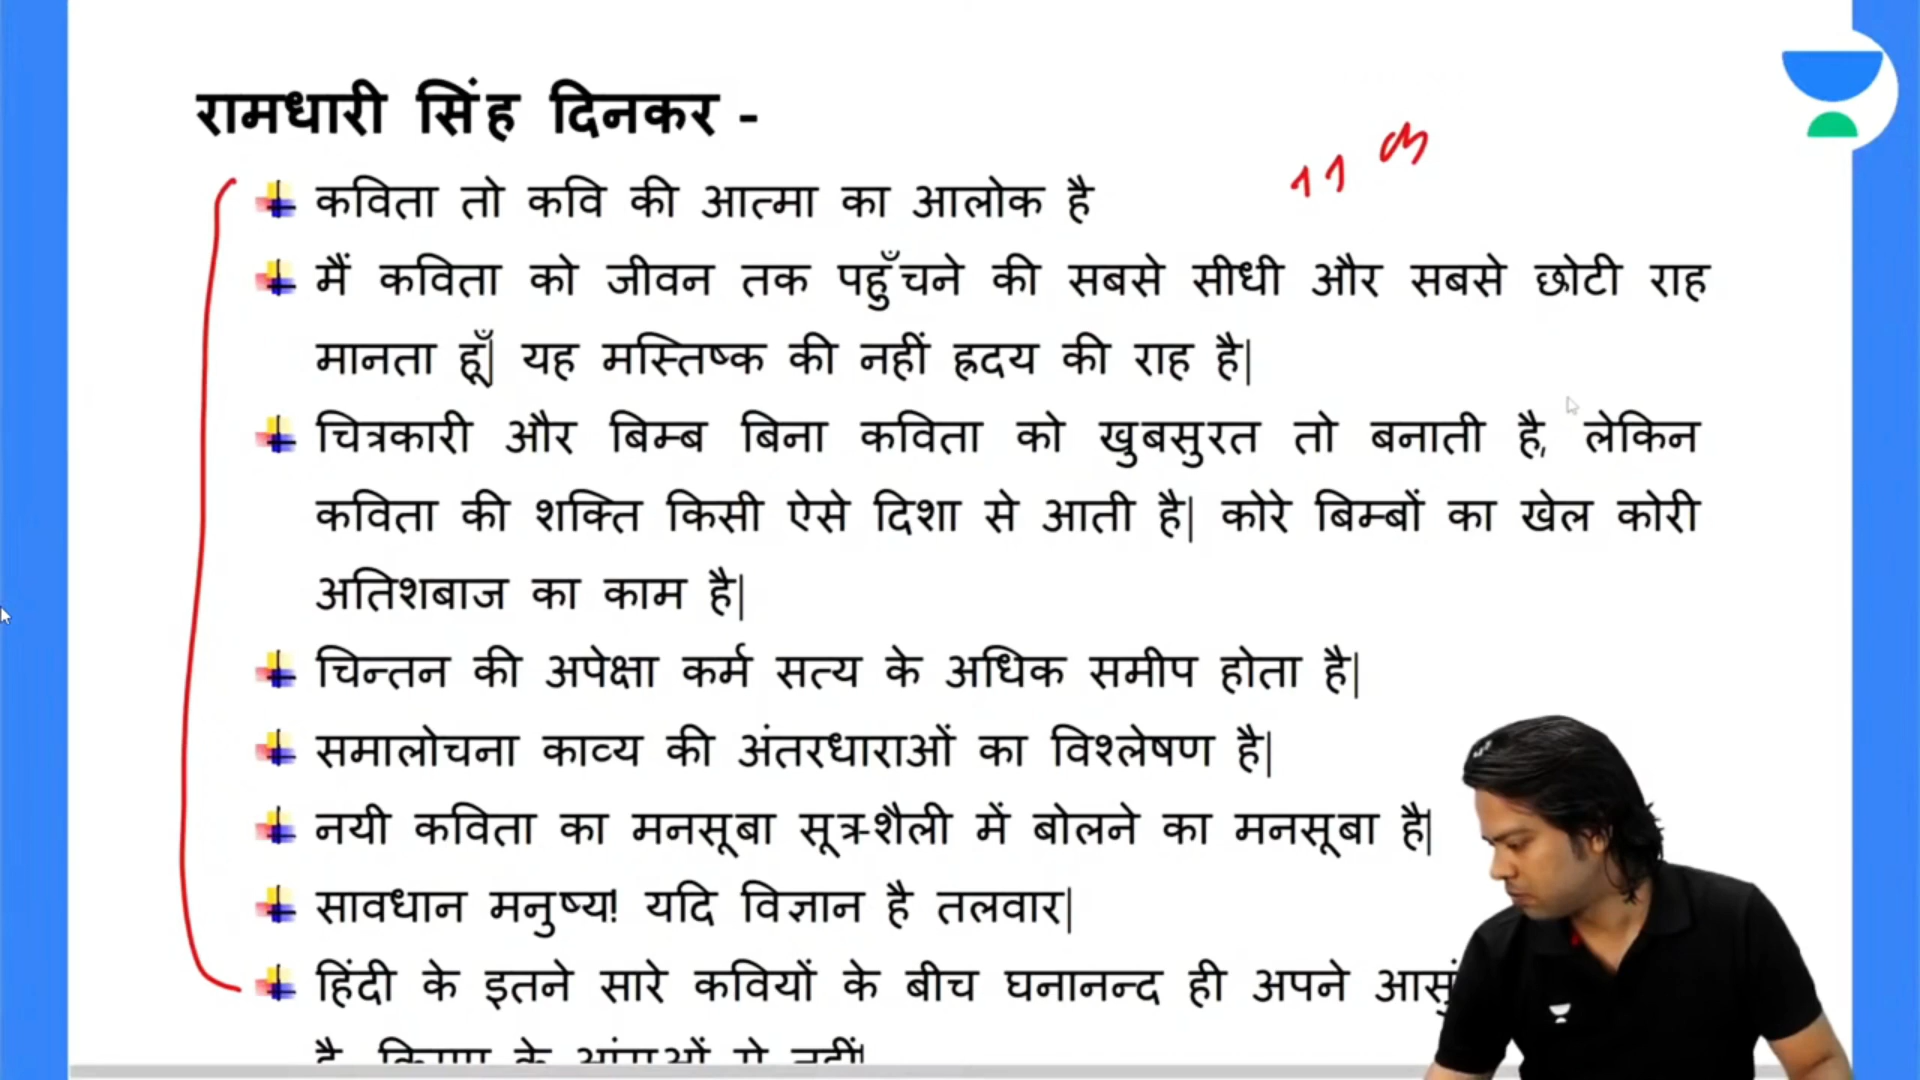 रामधारी सिंह दिनकर -
11
कविता तो कवि की आत्मा का आलोक है
मैं कविता को जीवन तक पहुँचने की सबसे सीधी और सबसे छोटी राह
मानता हूँ| यह मस्तिष्क की नहीं ह्रदय की राह है|
चित्रकारी और बिम्ब बिना कविता को खुबसुरत तो बनाती है, लेकिन
कविता की शक्ति किसी ऐसे दिशा से आती है| कोरे बिम्बों का खेल कोरी
अतिशबाज का काम है|
चिन्तन की अपेक्षा कर्म सत्य के अधिक समीप होता है|
समालोचना काव्य की अंतरधाराओं का विश्लेषण है|
नयी कविता का मनसूबा सूत्र-शैली में बोलने का मनसूबा है|
सावधान मनुष्य! यदि विज्ञान है तलवार|
हिंदी के इतने सारे कवियों के बीच घनानन्द ही अपने